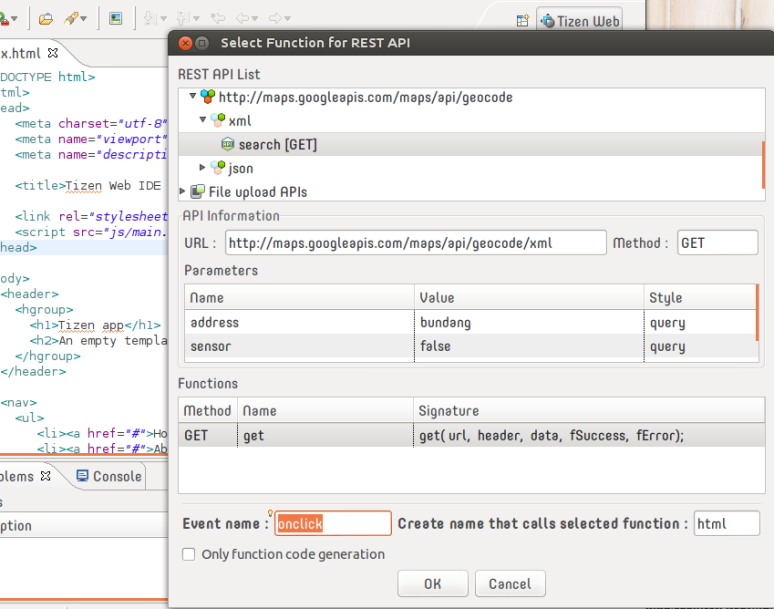 Tizen Web
x.html
Select Function for REST API
DOCTYPE html>
tml>
ead>
<meta charset="utf-8"
<meta name="viewport"
<meta name="descripti
<title>Tizen Web IDE
<link rel="stylesheet
<script src="js/main.
head>
ody>
<header>
<hgroup>
<h1>Tizen app</h1>
<h2>An empty templa
</hgroup>
</header>
<nav>
<ul>
<li><a href="#">Ho
<li><a href="#">Ab
oblems
Console
s
ption
REST API List
http://maps.googleapis.com/maps/api/geocode
xml
search [GET]
json
File upload APIs
API Information
URL : http://maps.googleapis.com/maps/api/geocode/xml Method : GET
Parameters
Name Value Style
address bundang query
sensor false query
Functions
Method Name Signature
GET get get( url, header, data, fSuccess, fError);
Event name : onclick Create name that calls selected function : html
Only function code generation
OK Cancel